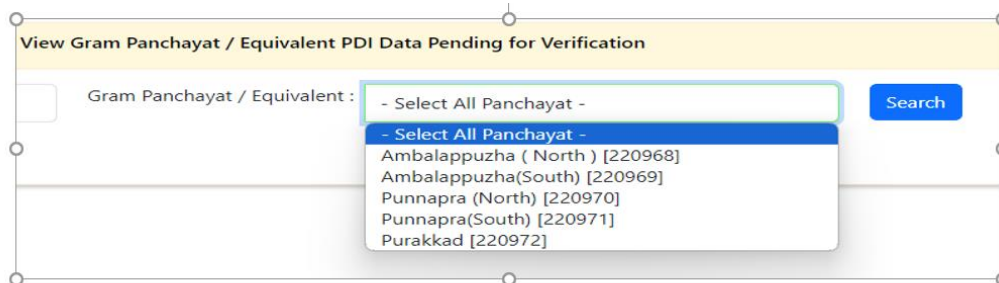 View Gram Panchayat / Equivalent PDI Data Pending for Verification
Gram Panchayat / Equivalent : - Select All Panchayat - Search
- Select All Panchayat -
Ambalappuzha ( North ) [220968]
Ambalappuzha(South) [220969]
Punnapra (North) [220970]
Punnapra(South) [220971]
Purakkad [220972]